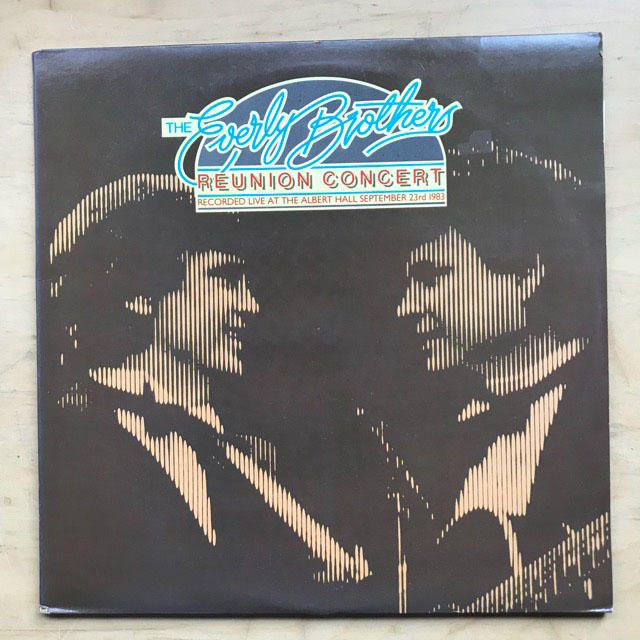 THE Everly Brothers
REUNION CONCERT
RECORDED LIVE AT THE ALBERT HALL SEPTEMBER 23rd 1983